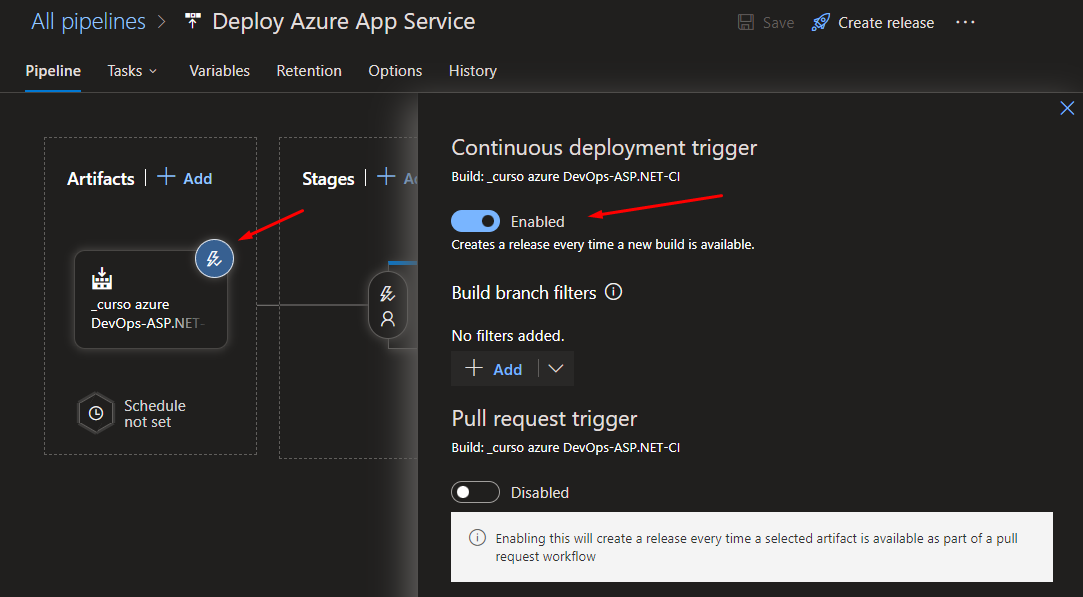 All pipelines > Deploy Azure App Service
Save
Create release
...
Pipeline
Tasks
Variables
Retention
Options
History
Artifacts | + Add
_curso azure
DevOps-ASP.NET-
Schedule
not set
Stages | +
Continuous deployment trigger
Build: _curso azure DevOps-ASP.NET-CI
Enabled
Creates a release every time a new build is available.
Build branch filters
No filters added.
+ Add
Pull request trigger
Build: _curso azure DevOps-ASP.NET-CI
Disabled
Enabling this will create a release every time a selected artifact is available as part of a pull
request workflow